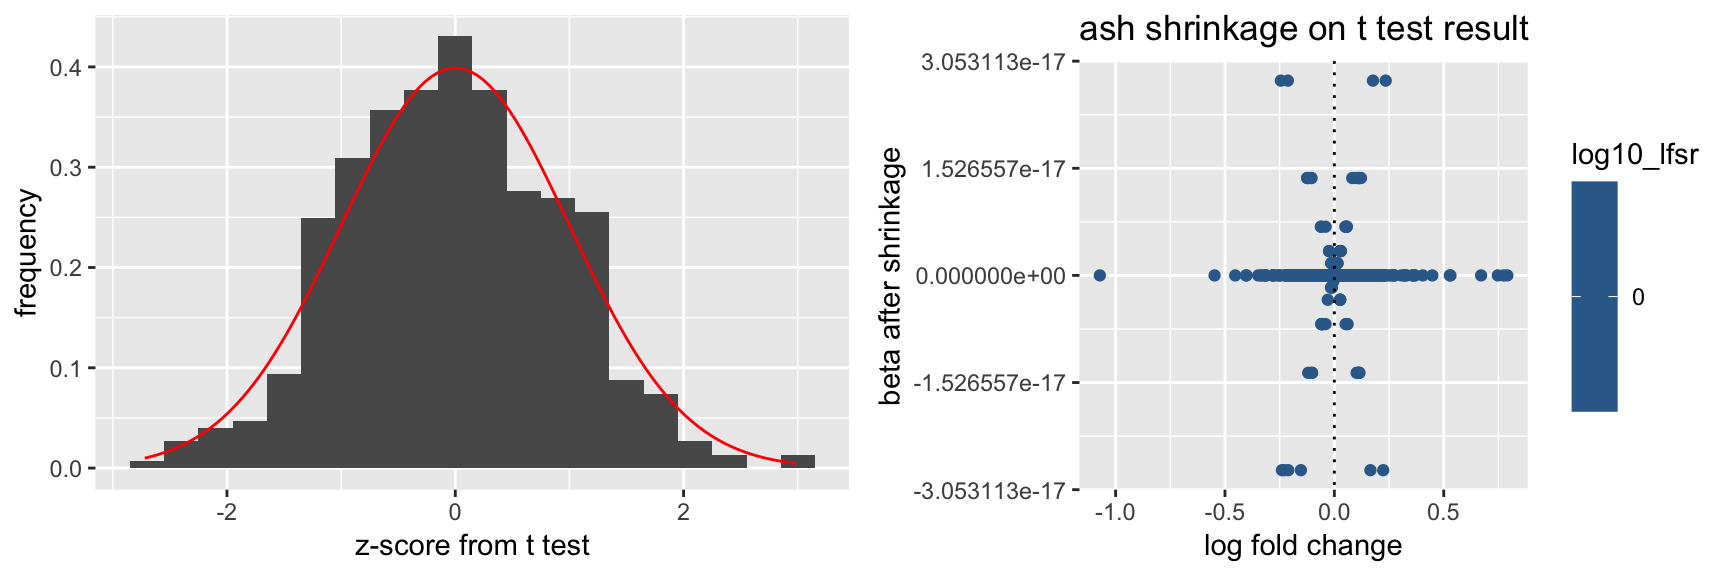 0.4
0.3
0.2
0.1
0.0
frequency
-2
0
2
z-score from t test
ash shrinkage on t test result
3.053113e-17
1.526557e-17
0.000000e+00
-1.526557e-17
-3.053113e-17
beta after shrinkage
-1.0
-0.5
0.0
0.5
log fold change
log10_lfsr
0